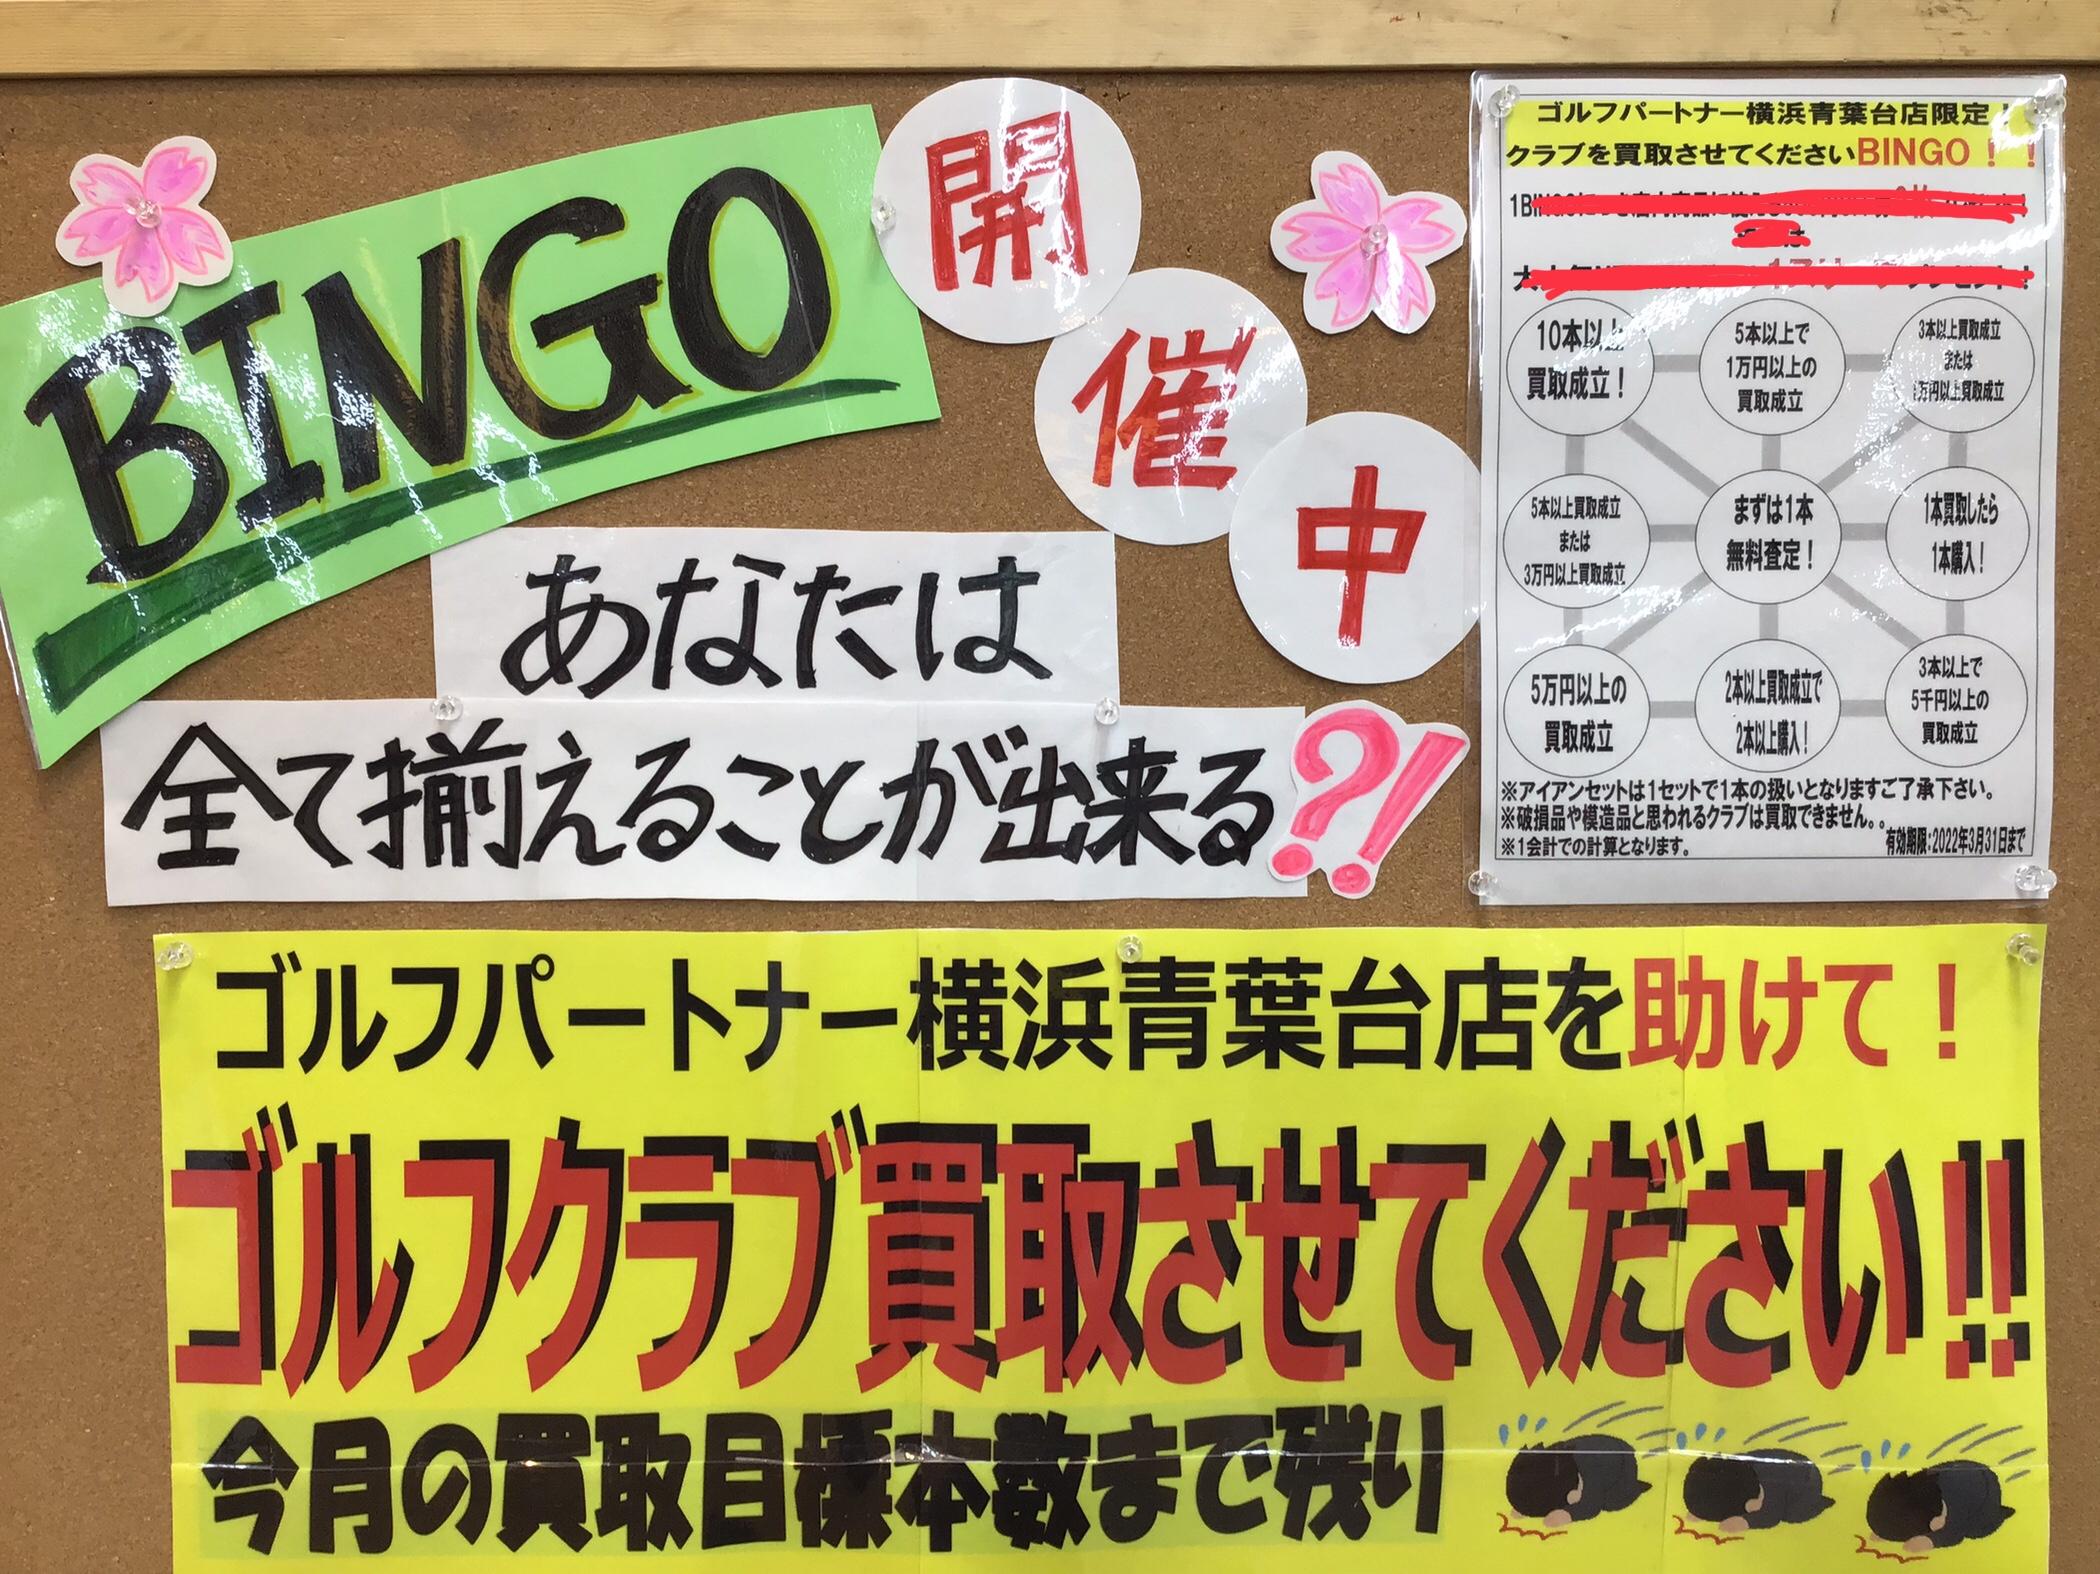 BINGO
開催中
あなたは
全て揃えることが出来る?!
ゴルフパートナー横浜青葉台店限定！
クラブを買取させてくださいBINGO！！
10本以上
買取成立！
5本以上で
1万円以上の
買取成立
3本以上買取成立
または
1万円以上買取成立
5本以上買取成立
または
3万円以上買取成立
まずは1本
無料査定！
1本買取したら
1本購入！
5万円以上の
買取成立
2本以上買取成立で
2本以上購入！
3本以上で
5千円以上の
買取成立
※アイアンセットは1セットで1本の扱いとなりますご了承下さい。
※破損品や模造品と思われるクラブは買取できません。。
※1会計での計算となります。
有効期限:2022年3月31日まで
ゴルフパートナー横浜青葉台店を助けて！
ゴルフクラブ買取させてください!!
今月の買取目標本数まで残り